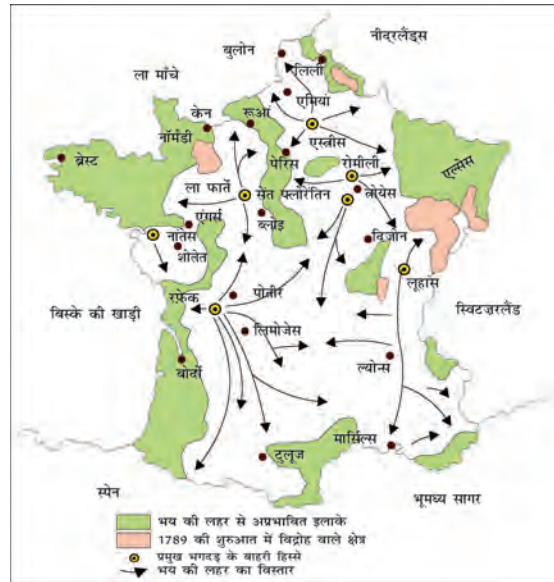 नीदरलैंड्स
बुलोन
लिली
ला माँचे
एमियां
केन
रूआं
नॉर्मंडी
एस्त्रीस
ब्रेस्ट
पेरिस
रोमीली
एल्सेस
ला फार्ते
सेंत फ्लोरेंतिन
त्रोयेस
ब्लोइ
एंगर्स
नांतेस
दिजॉन
शोलेत
लूहांस
रफ़ेक
पोतीर
बिस्के की खाड़ी
स्विटज़रलैंड
लिमोजेस
ल्योन्स
बोर्दो
मार्सिल्स
टुलूज
स्पेन
भूमध्य सागर
भय की लहर से अप्रभावित इलाके
1789 की शुरुआत में विद्रोह वाले क्षेत्र
प्रमुख भगदड़ के बाहरी हिस्से
भय की लहर का विस्तार